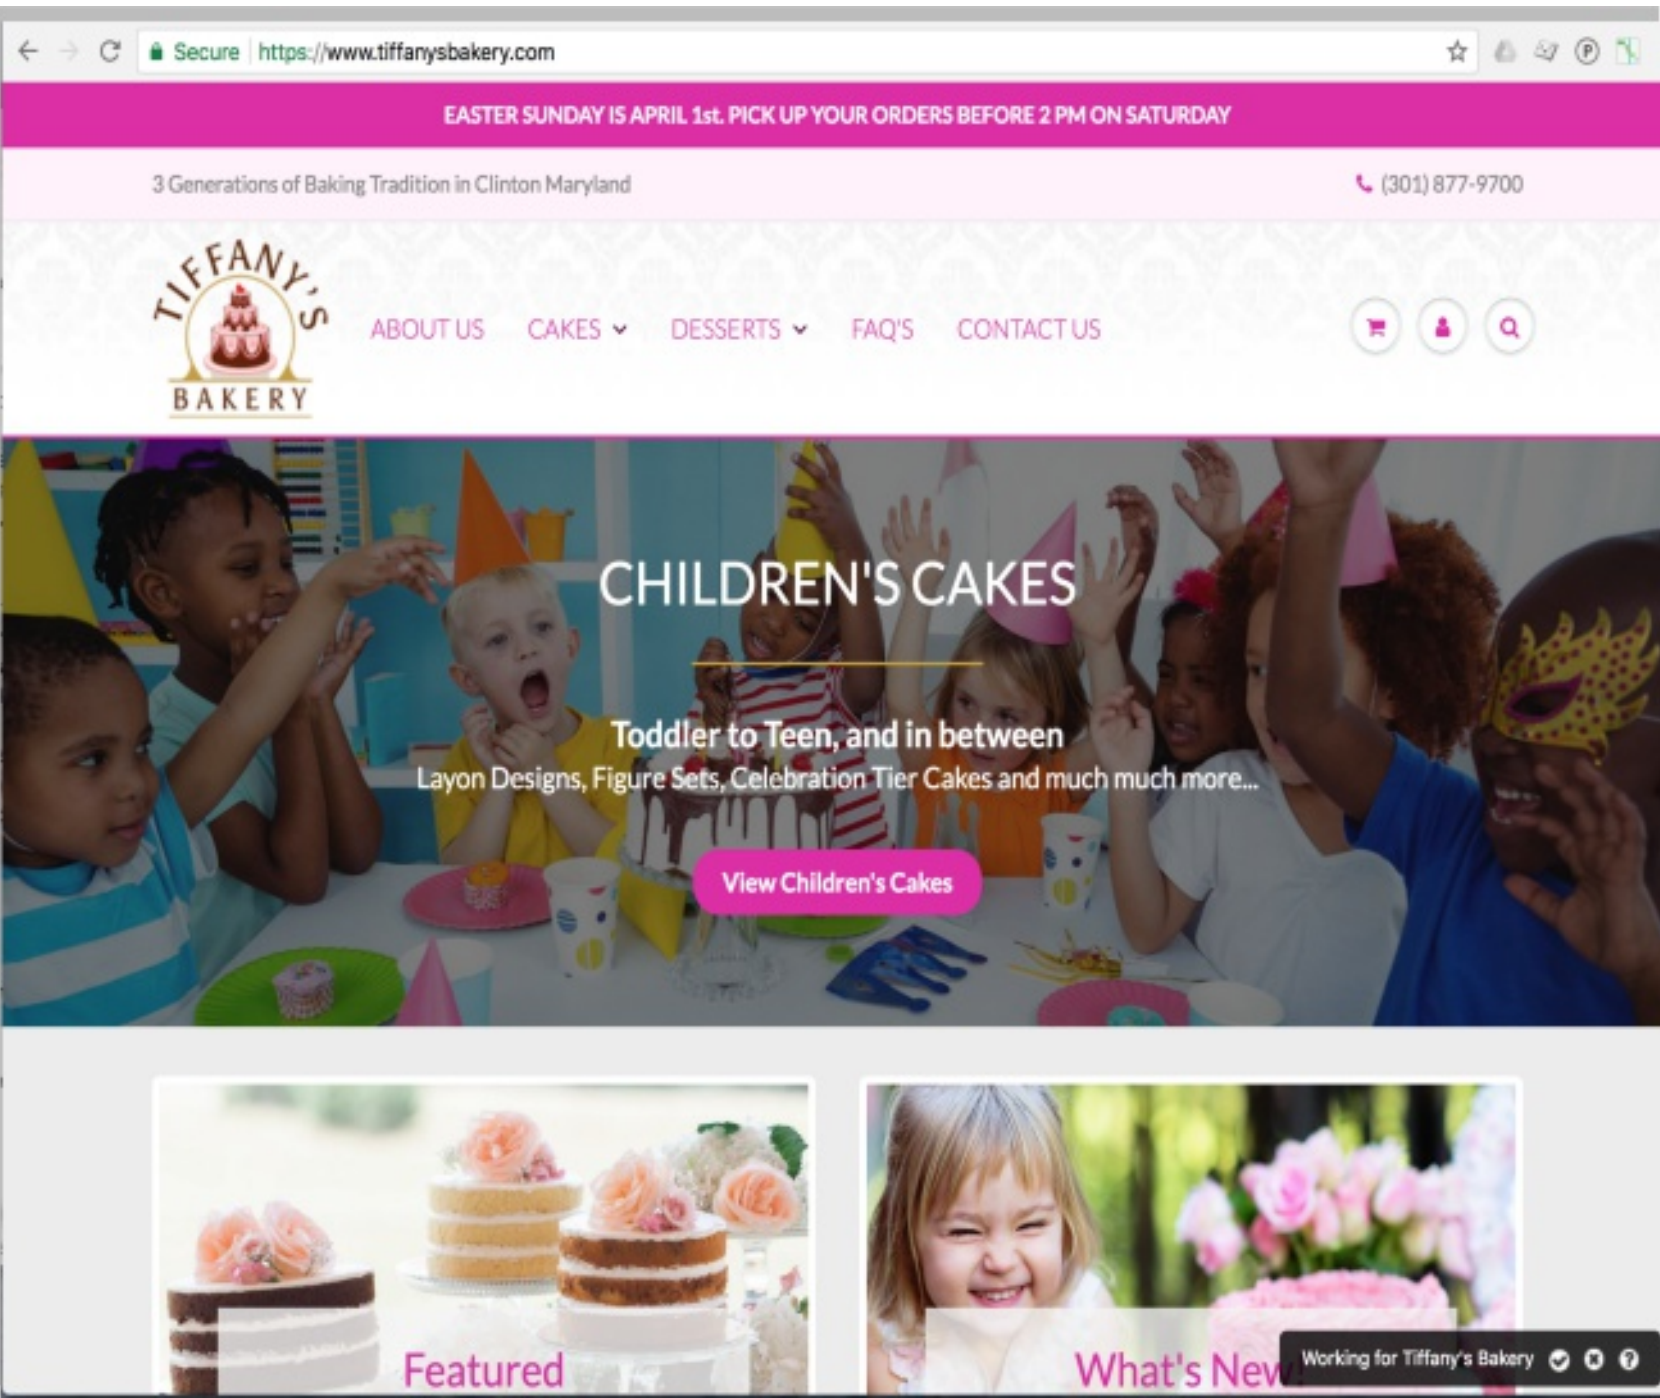 Secure https://www.tiffanysbakery.com
EASTER SUNDAY IS APRIL 1st. PICK UP YOUR ORDERS BEFORE 2 PM ON SATURDAY
3 Generations of Baking Tradition in Clinton Maryland
(301) 877-9700
TIFFANY'S
BAKERY
ABOUT US CAKES DESSERTS FAQ'S CONTACT US
CHILDREN'S CAKES
Toddler to Teen, and in between
Layon Designs, Figure Sets, Celebration Tier Cakes and much much more...
View Children's Cakes
Featured
What's New!
Working for Tiffany's Bakery